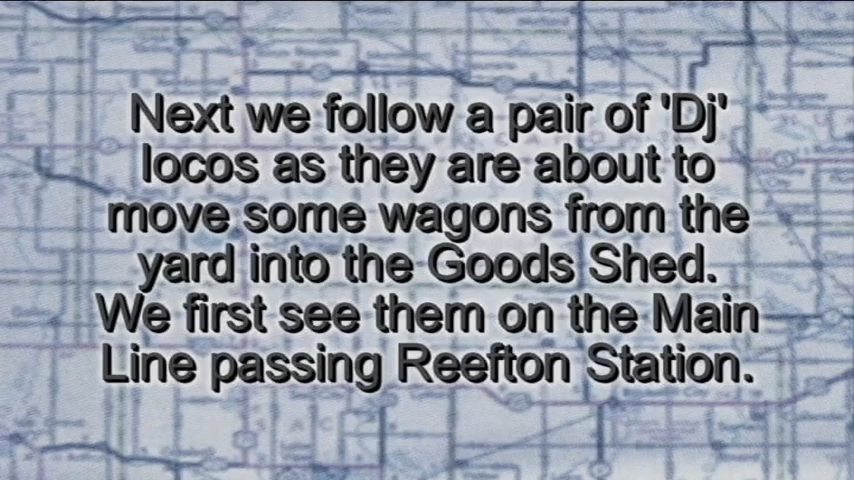 Next we follow a pair of 'Dj'
locos as they are about to
move some wagons from the
yard into the Goods Shed.
We first see them on the Main
Line passing Reefton Station.